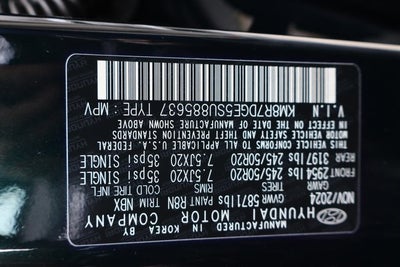 MANUFACTURED IN KOREA BY
HYUNDAI MOTOR COMPANY
NOV/2024 GVWR 5871lbs PAINT R8N TRIM NBX
GAWR TIRES RIMS COLD TIRE INFL
FRONT 2954 lbs 245/50R20 7.5JX20 35psi SINGLE
REAR 3197 lbs 245/50R20 7.5JX20 35psi SINGLE
THIS VEHICLE CONFORMS TO ALL APPLICABLE U.S. FEDERAL
MOTOR VEHICLE SAFETY AND THEFT PREVENTION STANDARDS
IN EFFECT ON THE DATE OF MANUFACTURE SHOWN ABOVE
V.I.N: KM8R7DGE5SU885637 TYPE : MPV